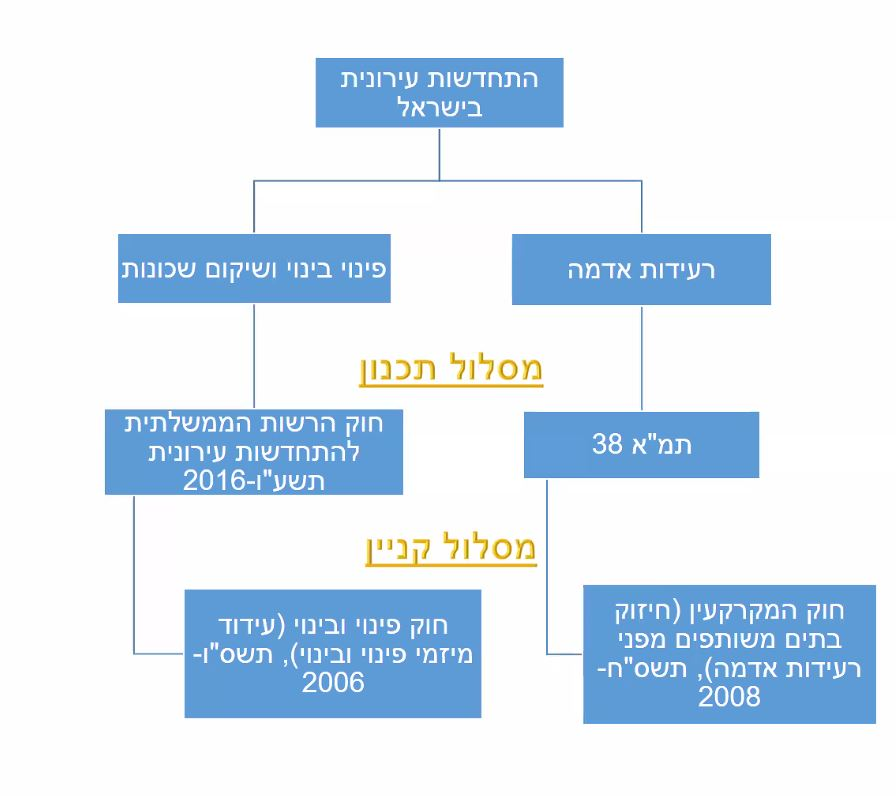 התחדשות עירונית
בישראל
רעידות אדמה
פינוי בינוי ושיקום שכונות
מסלול תכנון
תמ"א 38
חוק הרשות הממשלתית
להתחדשות עירונית
תשע"ו-2016
מסלול קניין
חוק המקרקעין (חיזוק
בתים משותפים מפני
רעידות אדמה), תשס"ח-
2008
חוק פינוי ובינוי (עידוד
מיזמי פינוי ובינוי), תשס"ו-
2006